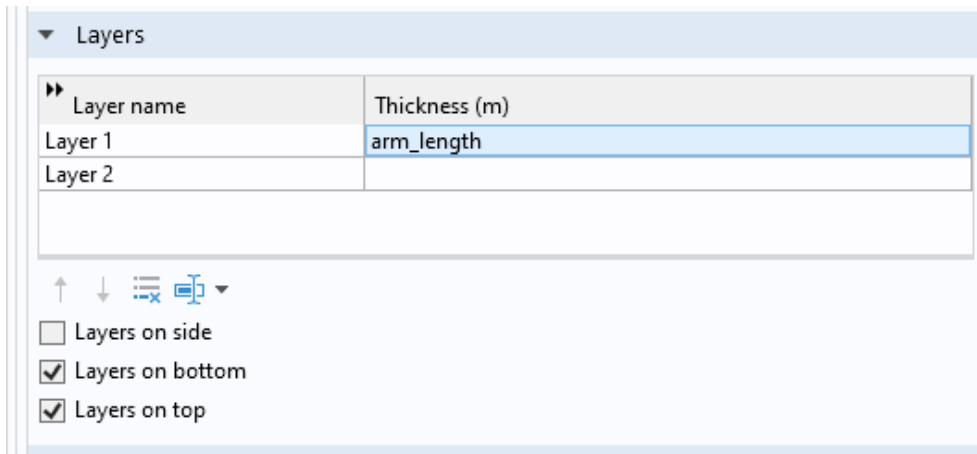 Layers
Layer name Thickness (m)
Layer 1 arm_length
Layer 2
Layers on side
Layers on bottom
Layers on top